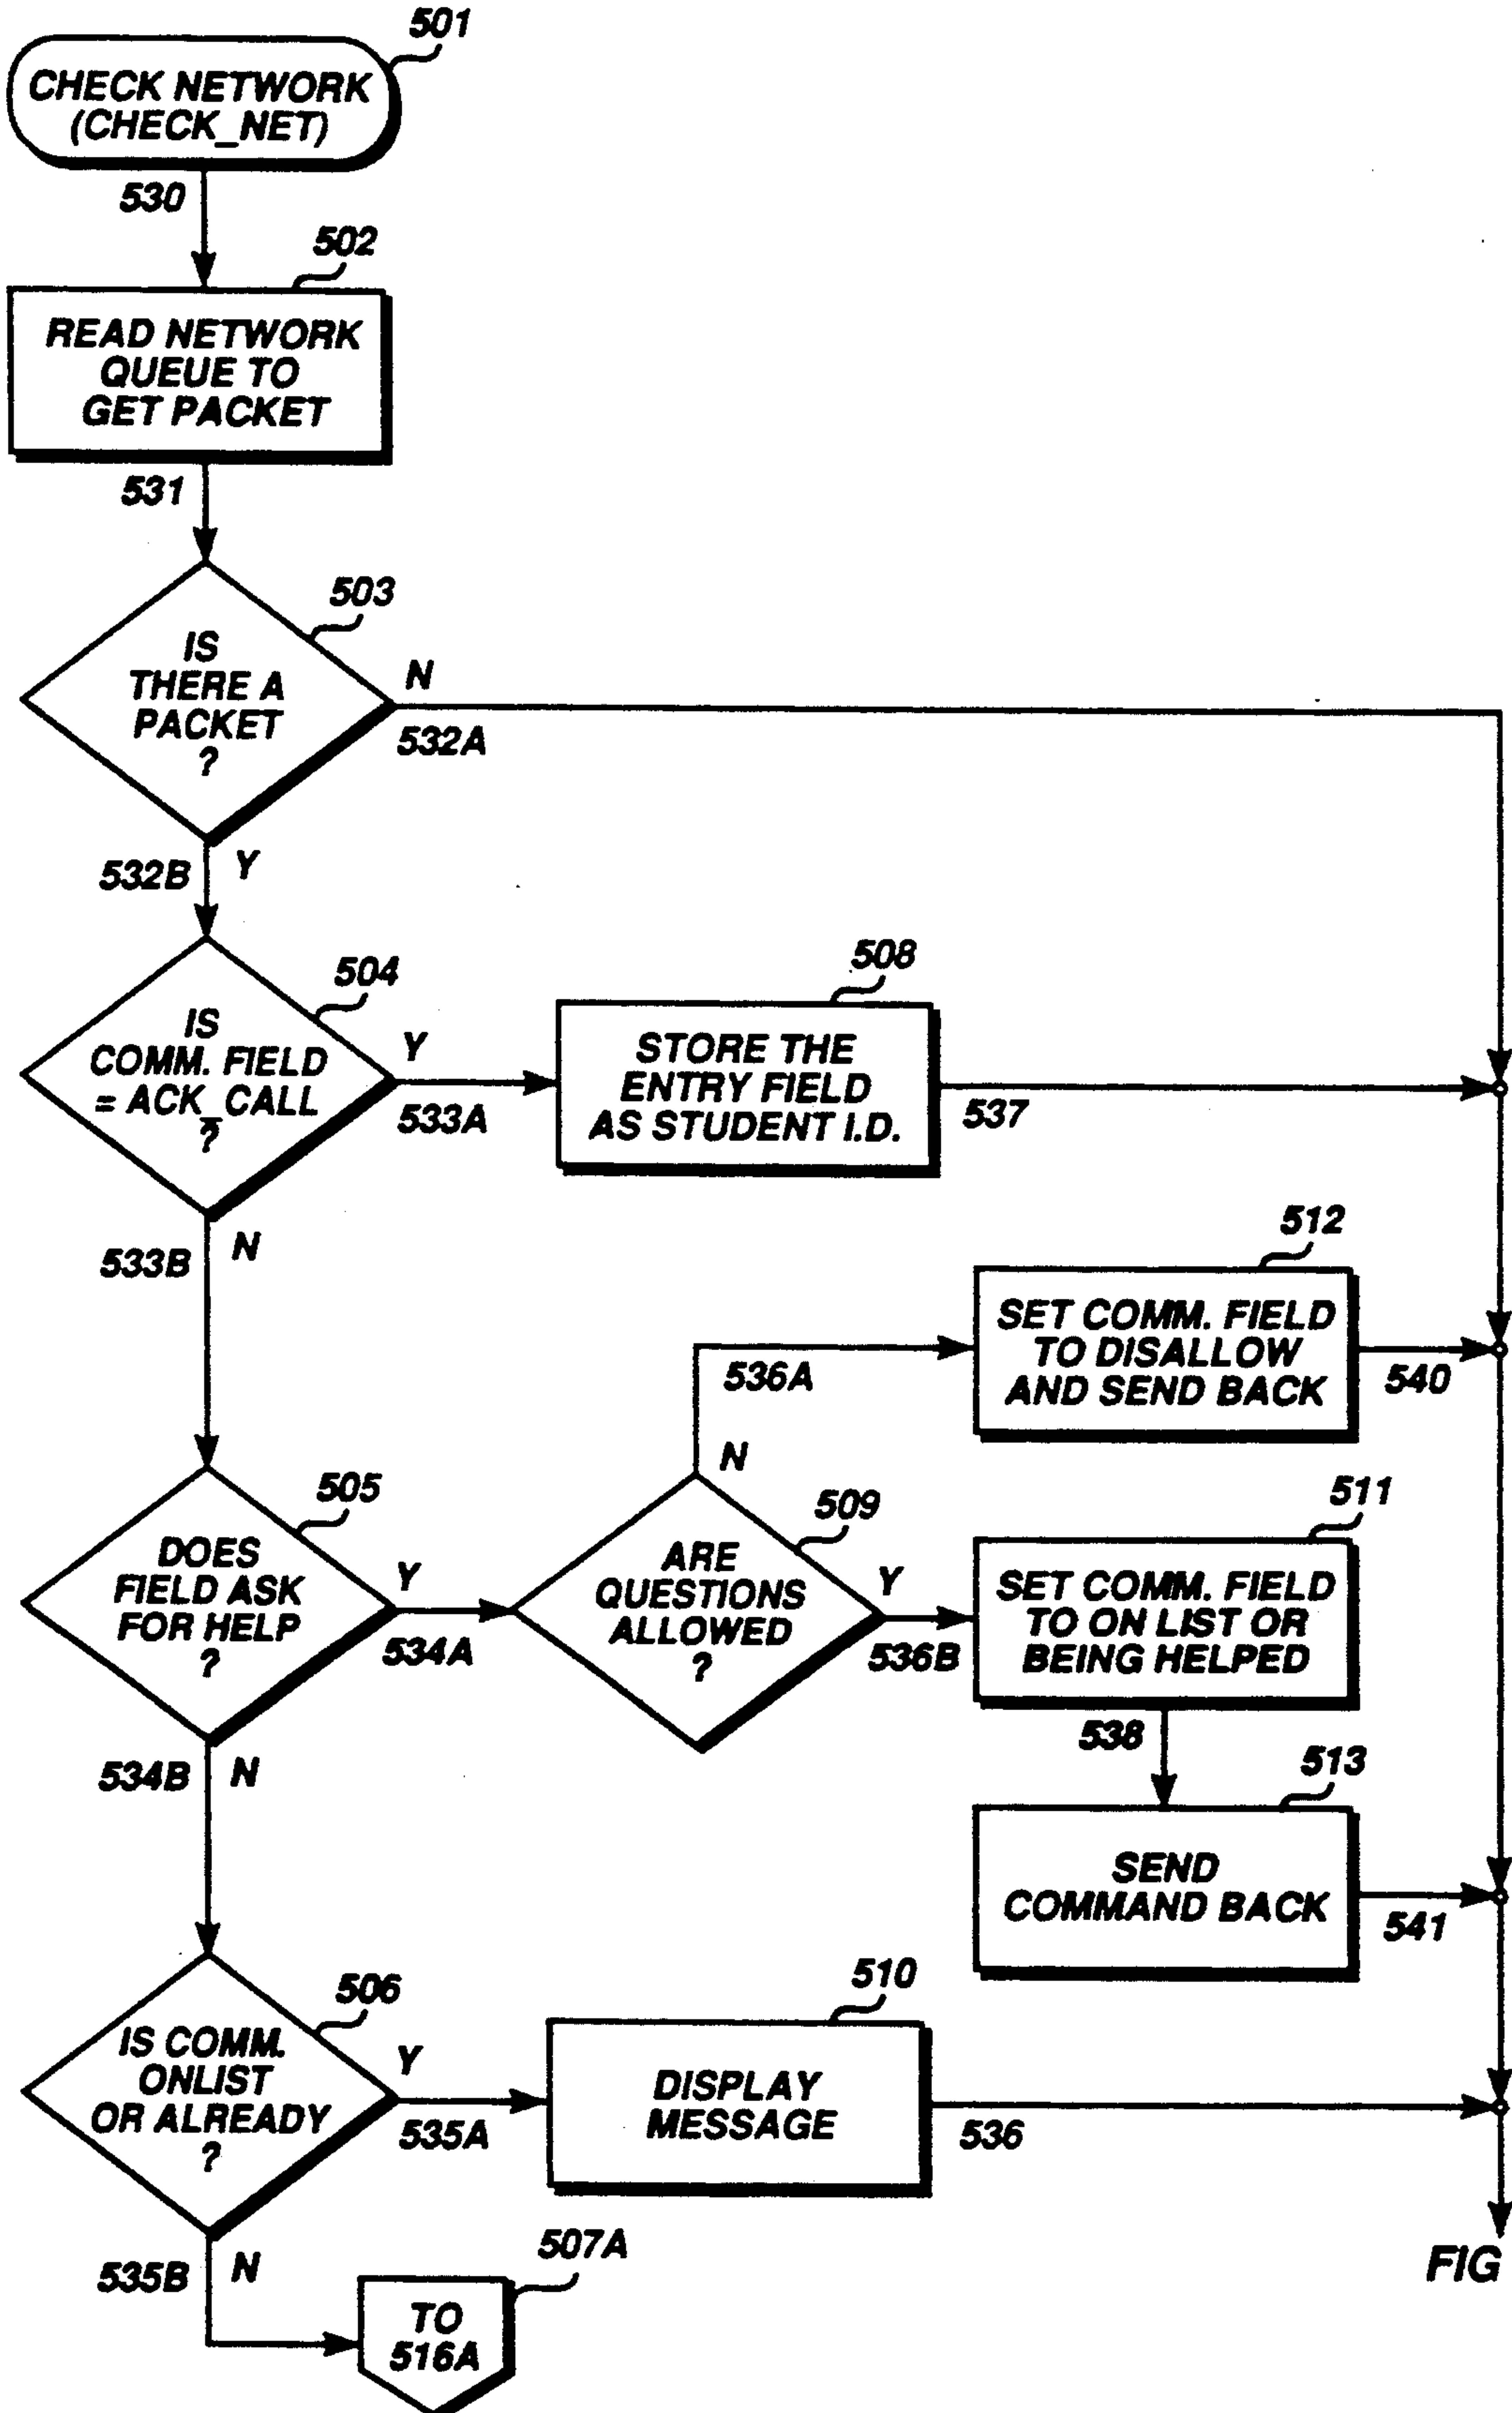 501
CHECK NETWORK
(CHECK_NET)
530
502
READ NETWORK
QUEUE TO
GET PACKET
531
503
IS
THERE A
PACKET
?
N
532A
532B
Y
504
IS
COMM. FIELD
= ACK_CALL
?
Y
533A
508
STORE THE
ENTRY FIELD
AS STUDENT I.D.
537
533B
N
512
SET COMM. FIELD
TO DISALLOW
AND SEND BACK
540
536A
N
505
DOES
FIELD ASK
FOR HELP
?
Y
534A
509
ARE
QUESTIONS
ALLOWED
?
Y
536B
511
SET COMM. FIELD
TO ON LIST OR
BEING HELPED
538
513
SEND
COMMAND BACK
541
534B
N
506
IS COMM.
ONLIST
OR ALREADY
?
Y
535A
510
DISPLAY
MESSAGE
536
535B
N
507A
TO
516A
FIG